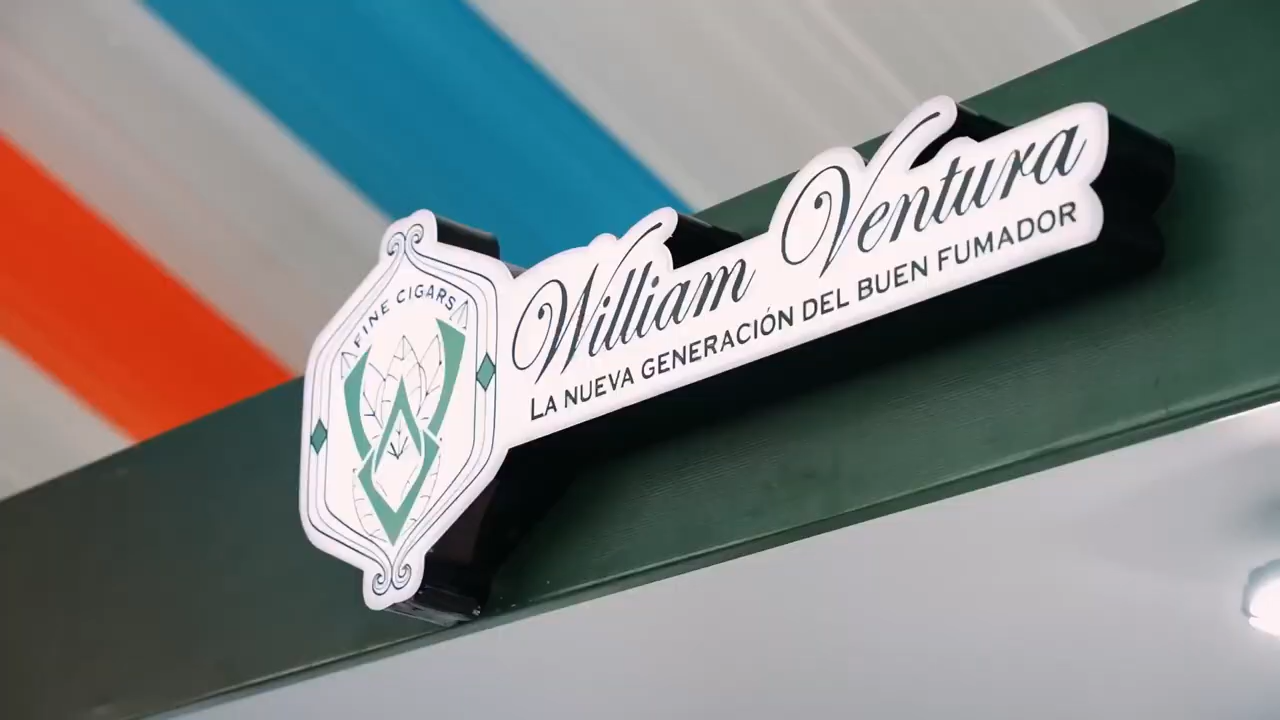 FINE CIGARS
William Ventura
LA NUEVA GENERACIÓN DEL BUEN FUMADOR